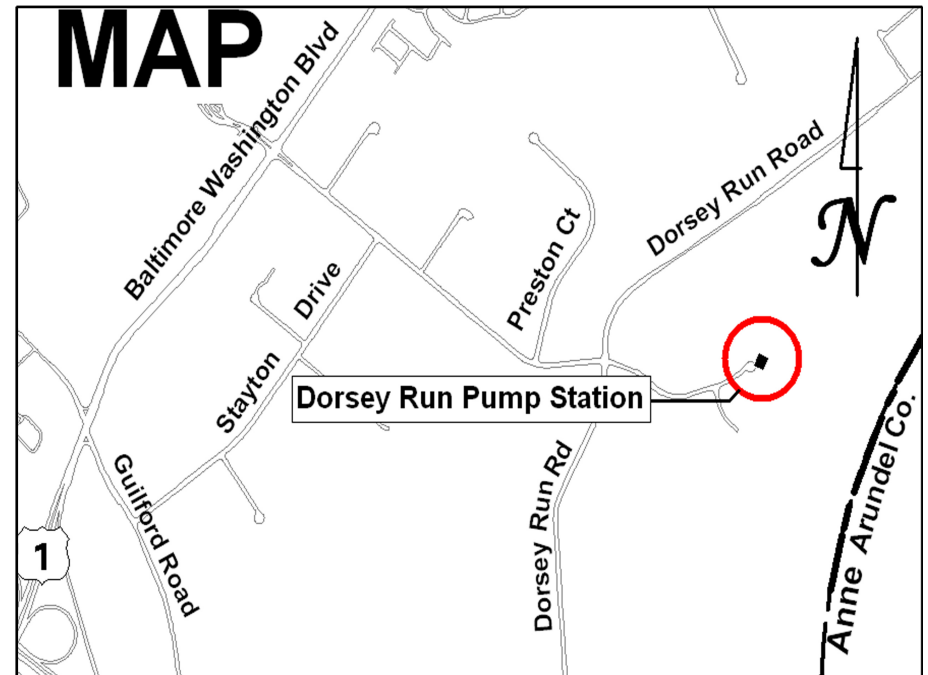 MAP
Baltimore Washington Blvd
Dorsey Run Road
N
Preston Ct
Stayton Drive
Dorsey Run Pump Station
Guilford Road
Dorsey Run Rd
Anne Arundel Co.
1